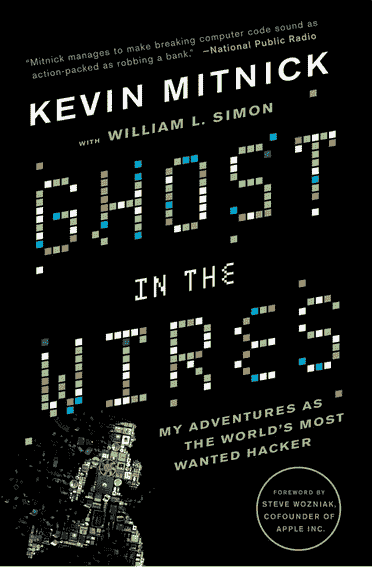 "Mitnick manages to make breaking computer code sound as
action-packed as robbing a bank." —National Public Radio
KEVIN MITNICK
WITH WILLIAM L. SIMON
GHOST
IN THE
WIRES
MY ADVENTURES AS
THE WORLD'S MOST
WANTED HACKER
FOREWORD BY
STEVE WOZNIAK,
COFOUNDER OF
APPLE INC.